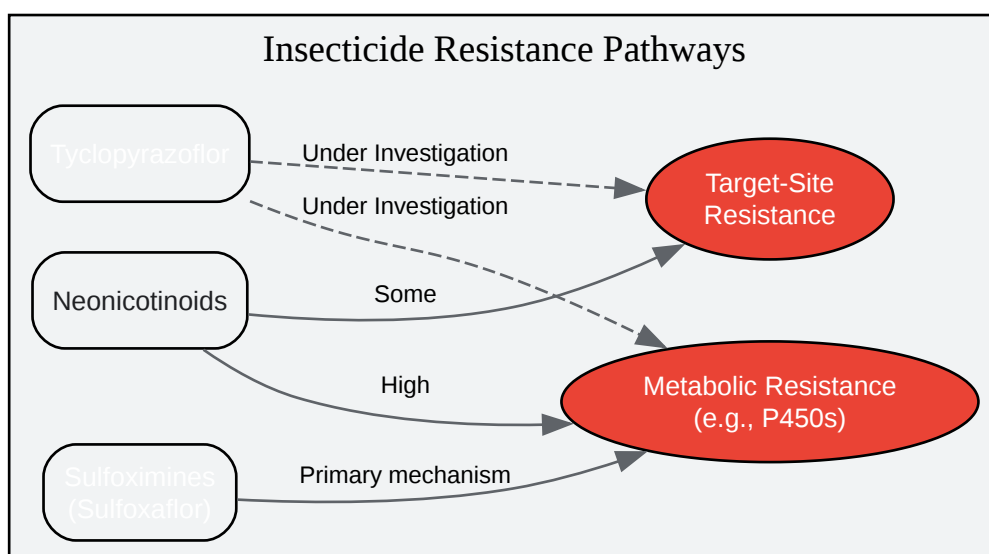 Insecticide Resistance Pathways
Tyclopyrazoflor
Under Investigation
Target-Site
Resistance
Under Investigation
Neonicotinoids
Some
High
Metabolic Resistance
(e.g., P450s)
Sulfoximines
(Sulfoxaflor)
Primary mechanism